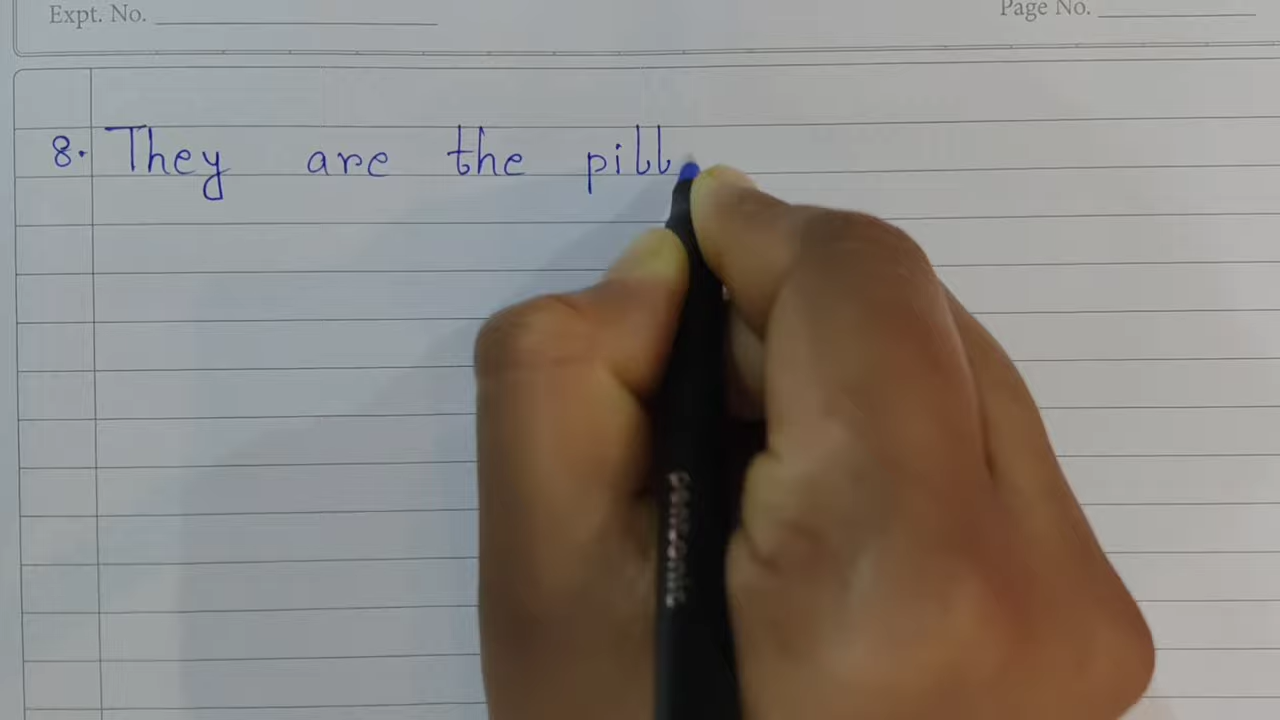 Expt. No.
Page No.
8. They are the pill